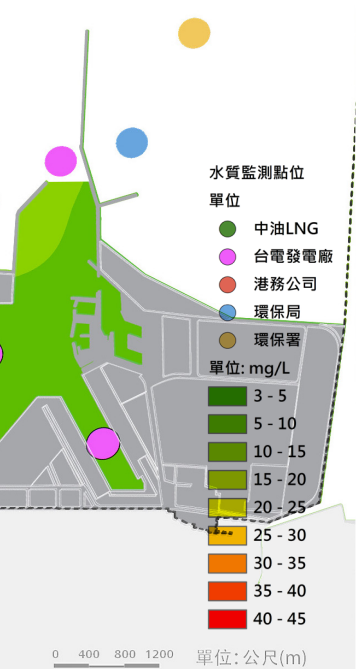 水質監測點位
單位
中油LNG
台電發電廠
港務公司
環保局
環保署
單位: mg/L
3 - 5
5 - 10
10 - 15
15 - 20
20 - 25
25 - 30
30 - 35
35 - 40
40 - 45
0 400 800 1200 單位: 公尺(m)